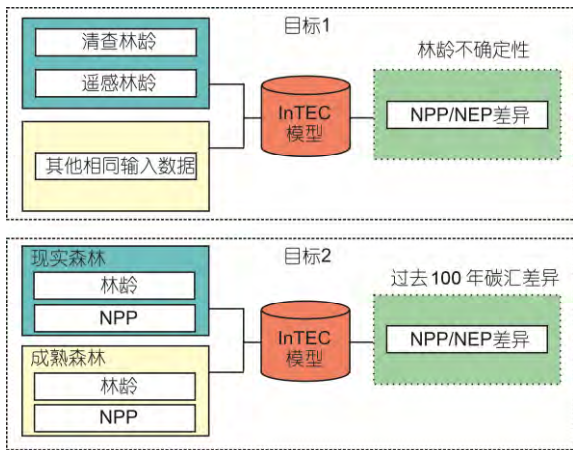 目标1
清查林龄
遥感林龄
其他相同输入数据
InTEC
模型
林龄不确定性
NPP/NEP差异
目标2
现实森林
林龄
NPP
成熟森林
林龄
NPP
InTEC
模型
过去100年碳汇差异
NPP/NEP差异